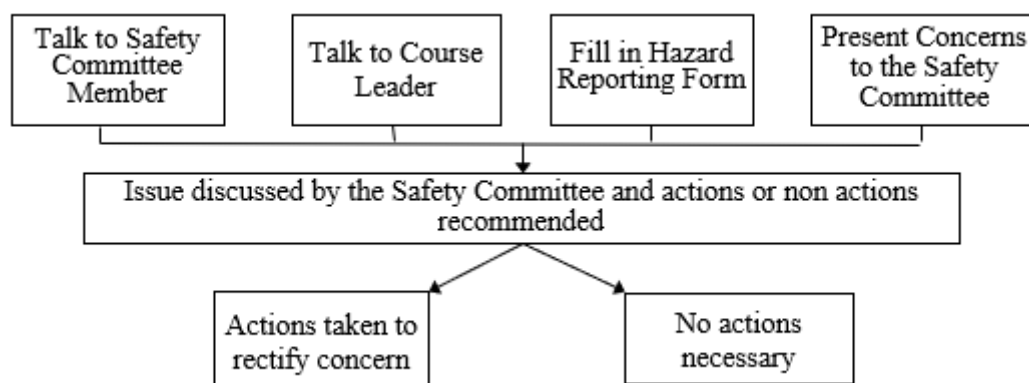 Talk to Safety
Committee
Member
Talk to Course
Leader
Fill in Hazard
Reporting Form
Present Concerns
to the Safety
Committee
Issue discussed by the Safety Committee and actions or non actions
recommended
Actions taken to
rectify concern
No actions
necessary